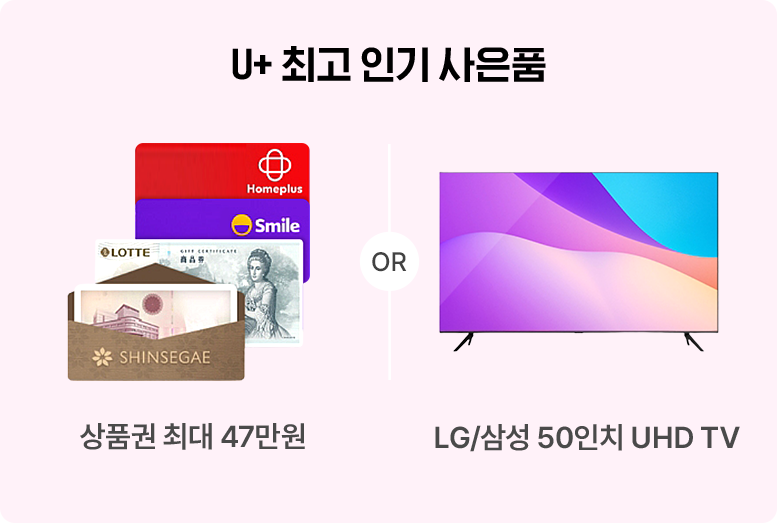 U+ 최고 인기 사은품
Homeplus
Smile
LOTTE
GIFT CERTIFICATE
商品券
SHINSEGAE
OR
상품권 최대 47만원
LG/삼성 50인치 UHD TV